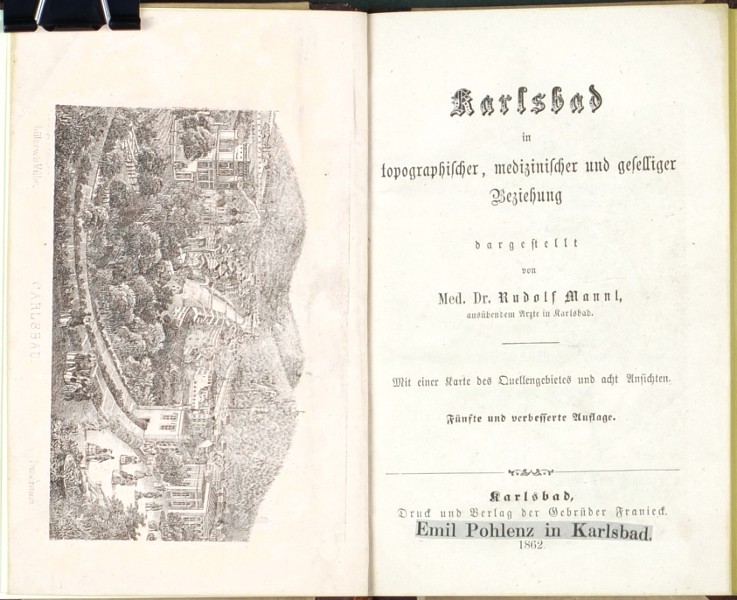 CARLSBAD
Karlsbad
in
topographischer, medizinischer und geselliger
Beziehung
dargestellt
von
Med. Dr. Rudolf Mannl,
ausübendem Arzte in Karlsbad.
Mit einer Karte des Quellengebietes und acht Ansichten.
Fünfte und verbesserte Auflage.
Karlsbad,
Druck und Verlag der Gebrüder Franieck.
Emil Pohlenz in Karlsbad.
1862.